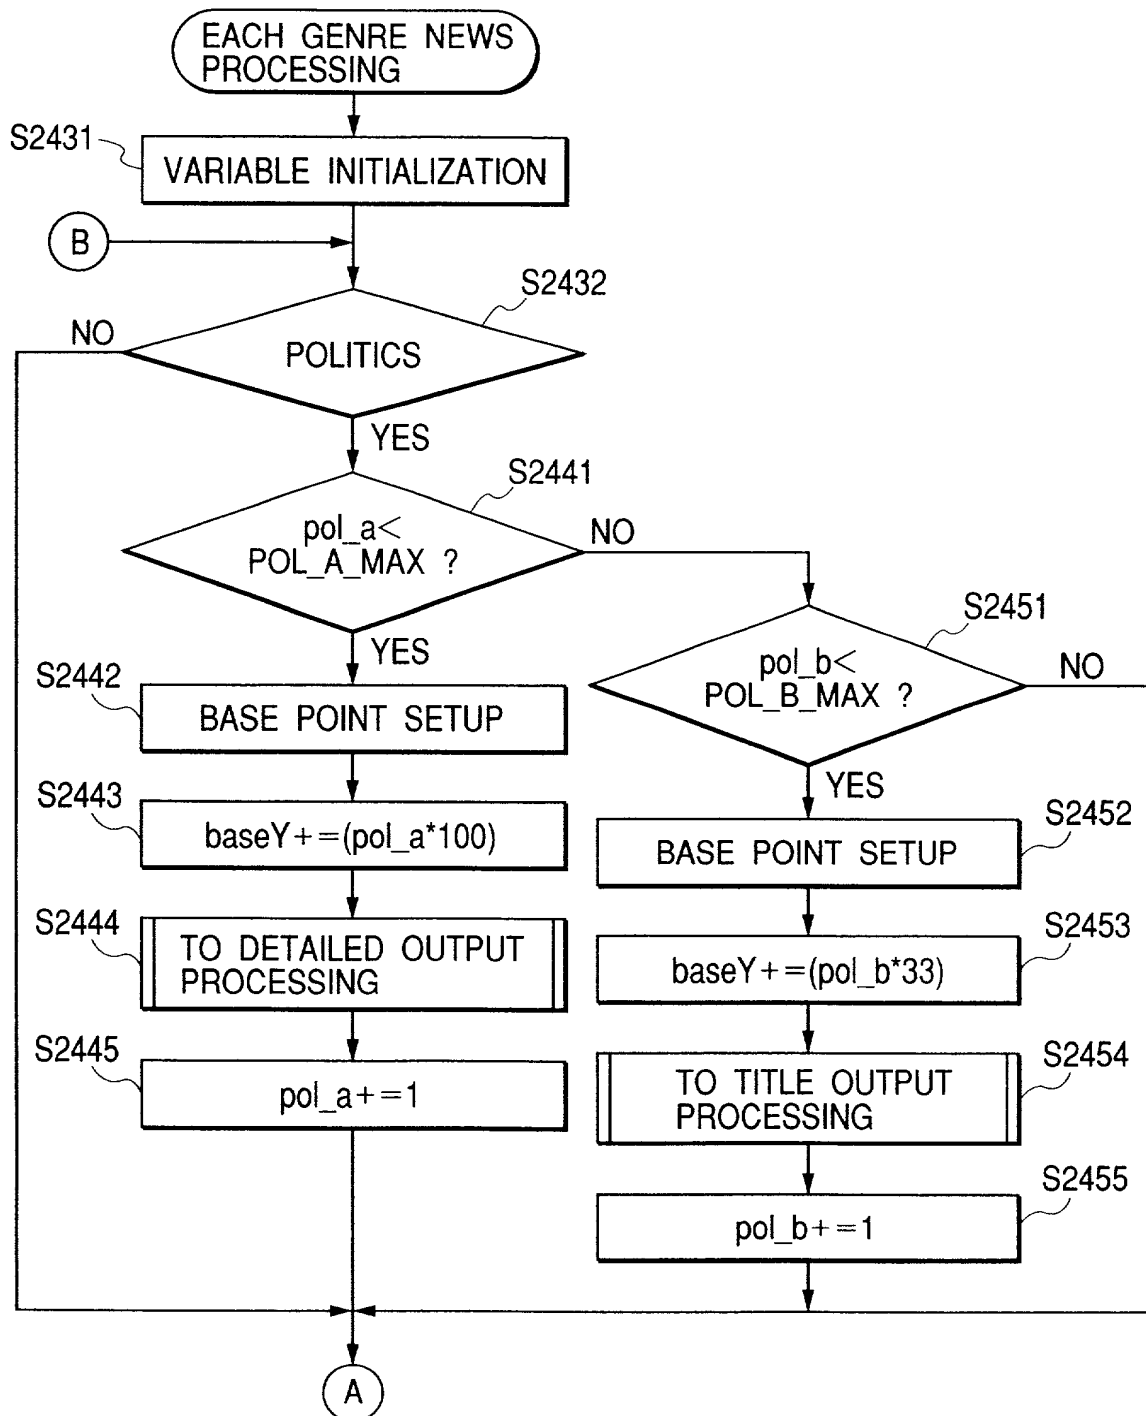 EACH GENRE NEWS
PROCESSING
S2431
VARIABLE INITIALIZATION
B
S2432
NO
POLITICS
YES
S2441
pol_a<
POL_A_MAX ?
NO
YES
S2451
pol_b<
POL_B_MAX ?
NO
YES
S2442
BASE POINT SETUP
S2443
baseY+=(pol_a*100)
S2444
TO DETAILED OUTPUT
PROCESSING
S2445
pol_a+=1
S2452
BASE POINT SETUP
S2453
baseY+=(pol_b*33)
S2454
TO TITLE OUTPUT
PROCESSING
S2455
pol_b+=1
A